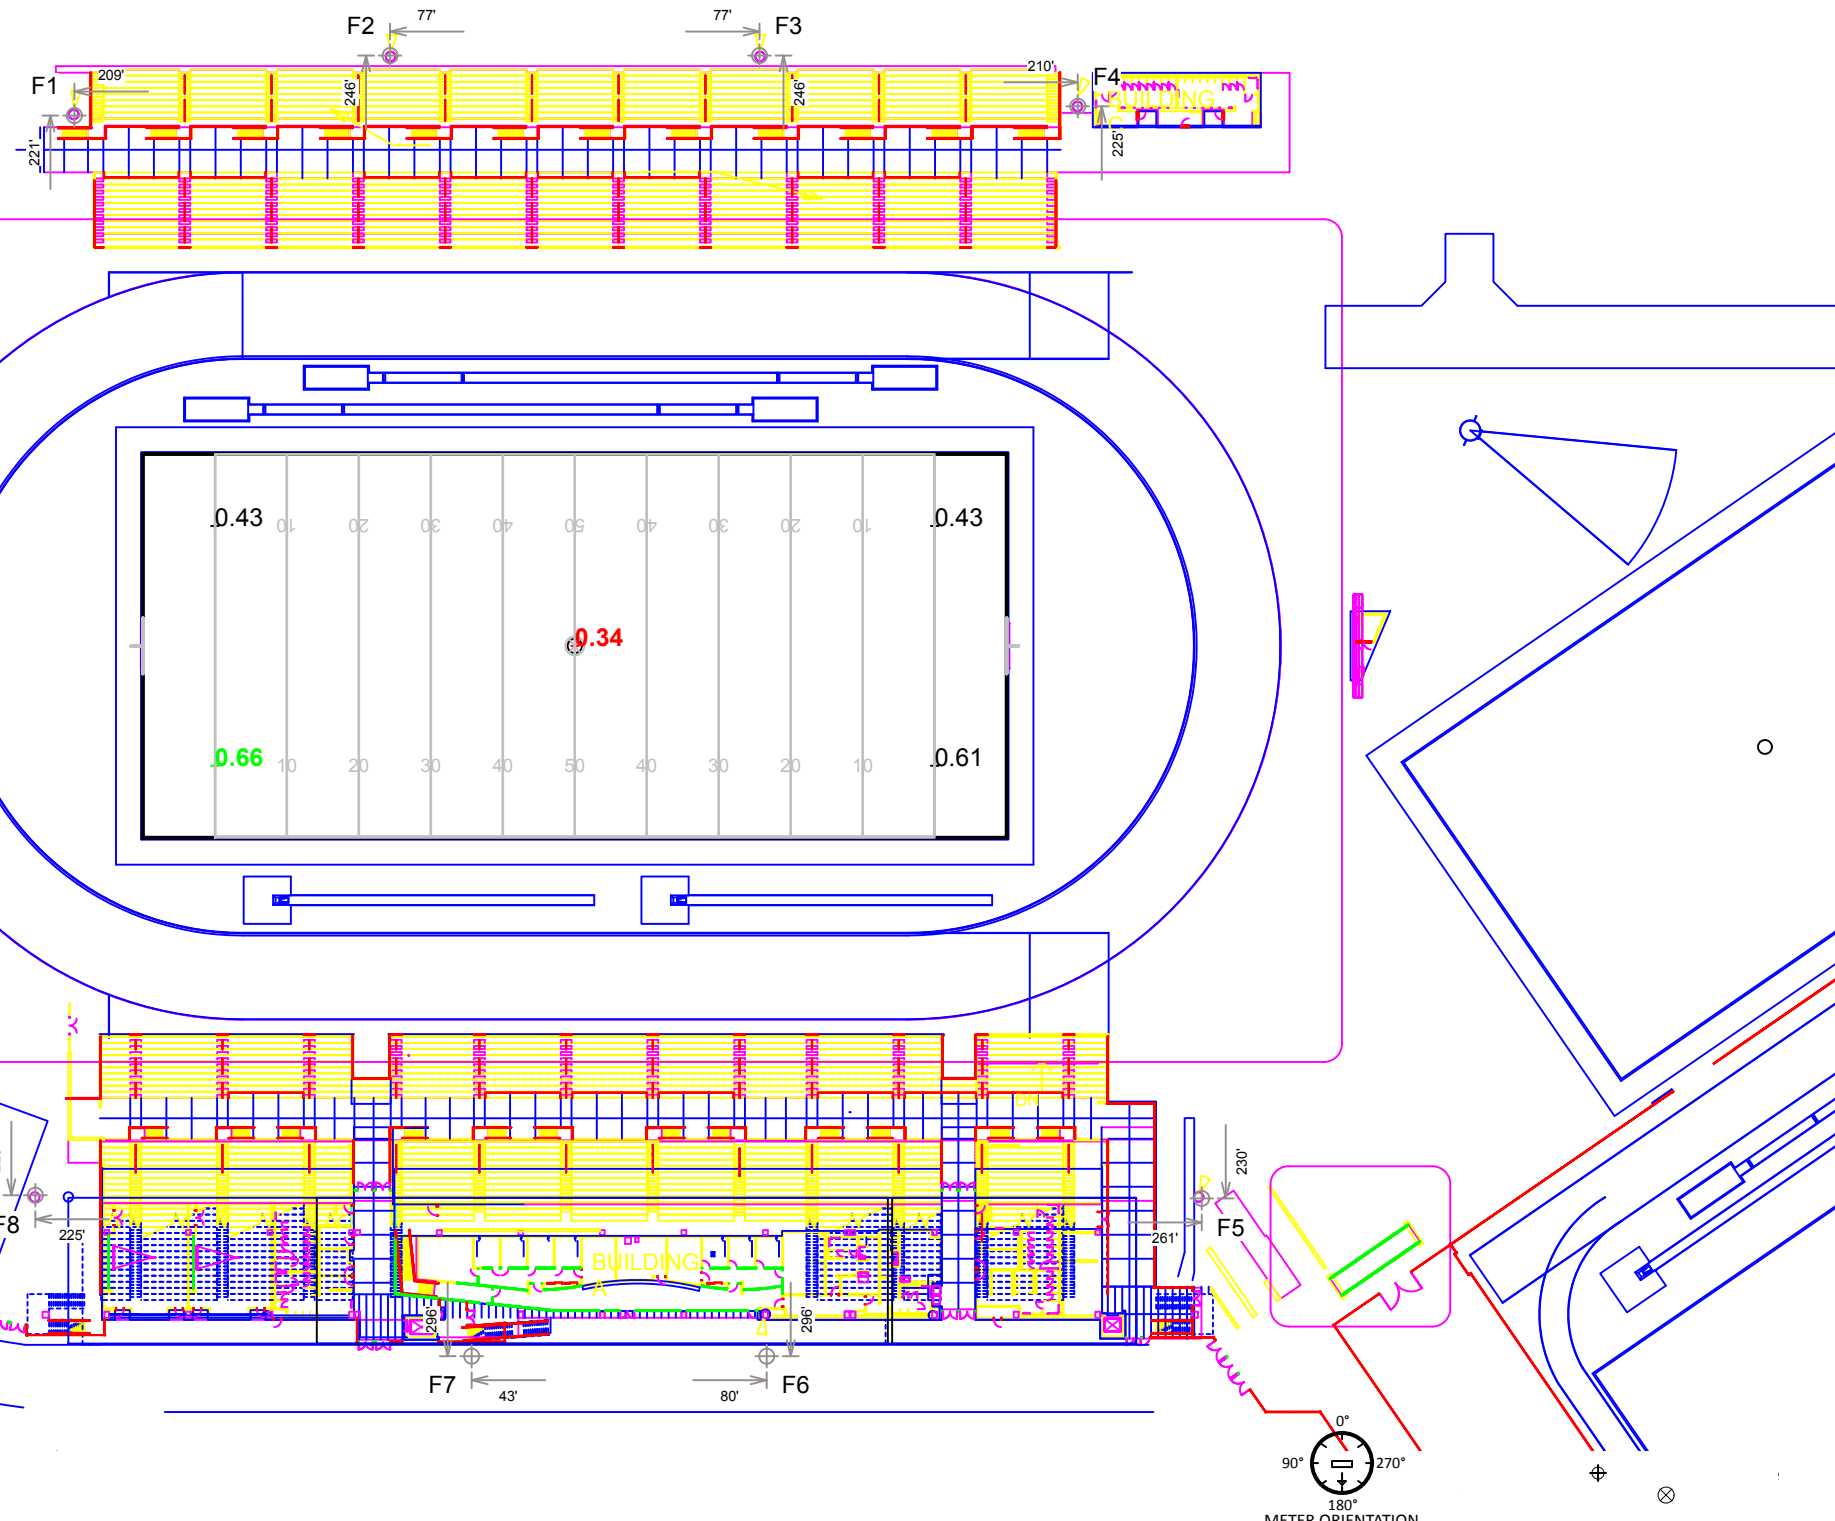 F2 77' 77' F3
F1 209' 246' 246' 210' F4
BUILDING
C
221' 225'
0.43 10 20 30 40 50 40 30 20 10 0.43
0.34
0.66 10 20 30 40 50 40 30 20 10 0.61
DN
230'
F8 225' 261' F5
BUILDING
A
296' 296'
F7 43' 80' F6
0°
90° 270°
180°
METER ORIENTATION